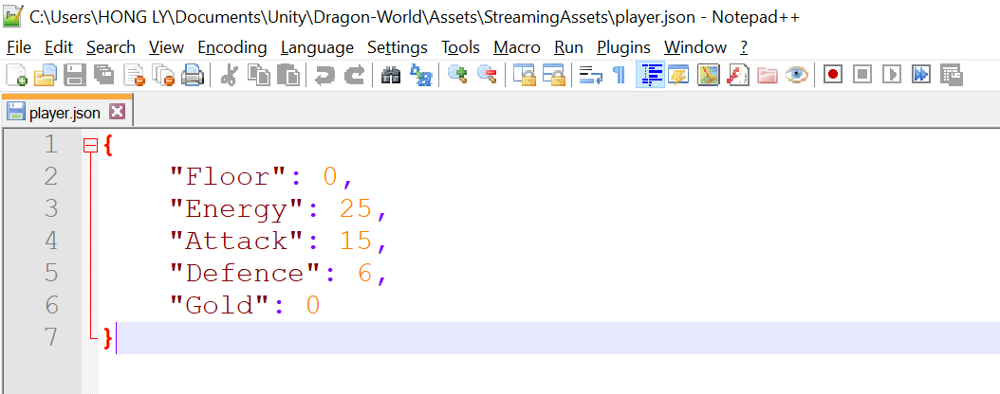 C:\Users\HONG LY\Documents\Unity\Dragon-World\Assets\StreamingAssets\player.json - Notepad++
File Edit Search View Encoding Language Settings Tools Macro Run Plugins Window ?
player.json
1 {
2 "Floor": 0,
3 "Energy": 25,
4 "Attack": 15,
5 "Defence": 6,
6 "Gold": 0
7 }